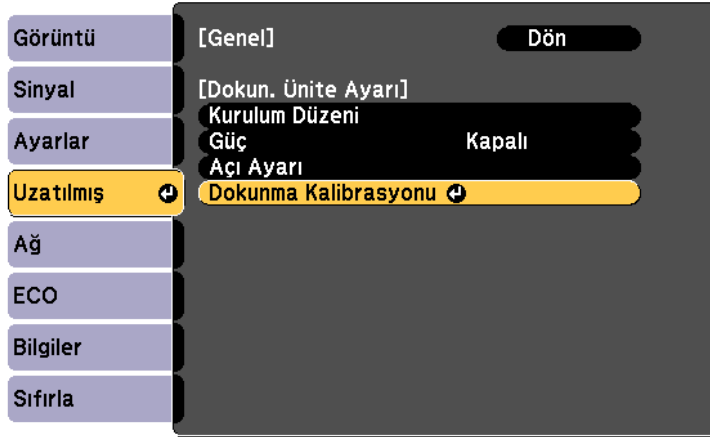 Görüntü
Sinyal
Ayarlar
Uzatılmış
Ağ
ECO
Bilgiler
Sıfırla
[Genel] Dön
[Dokun. Ünite Ayarı]
Kurulum Düzeni
Güç Kapalı
Açı Ayarı
Dokunma Kalibrasyonu